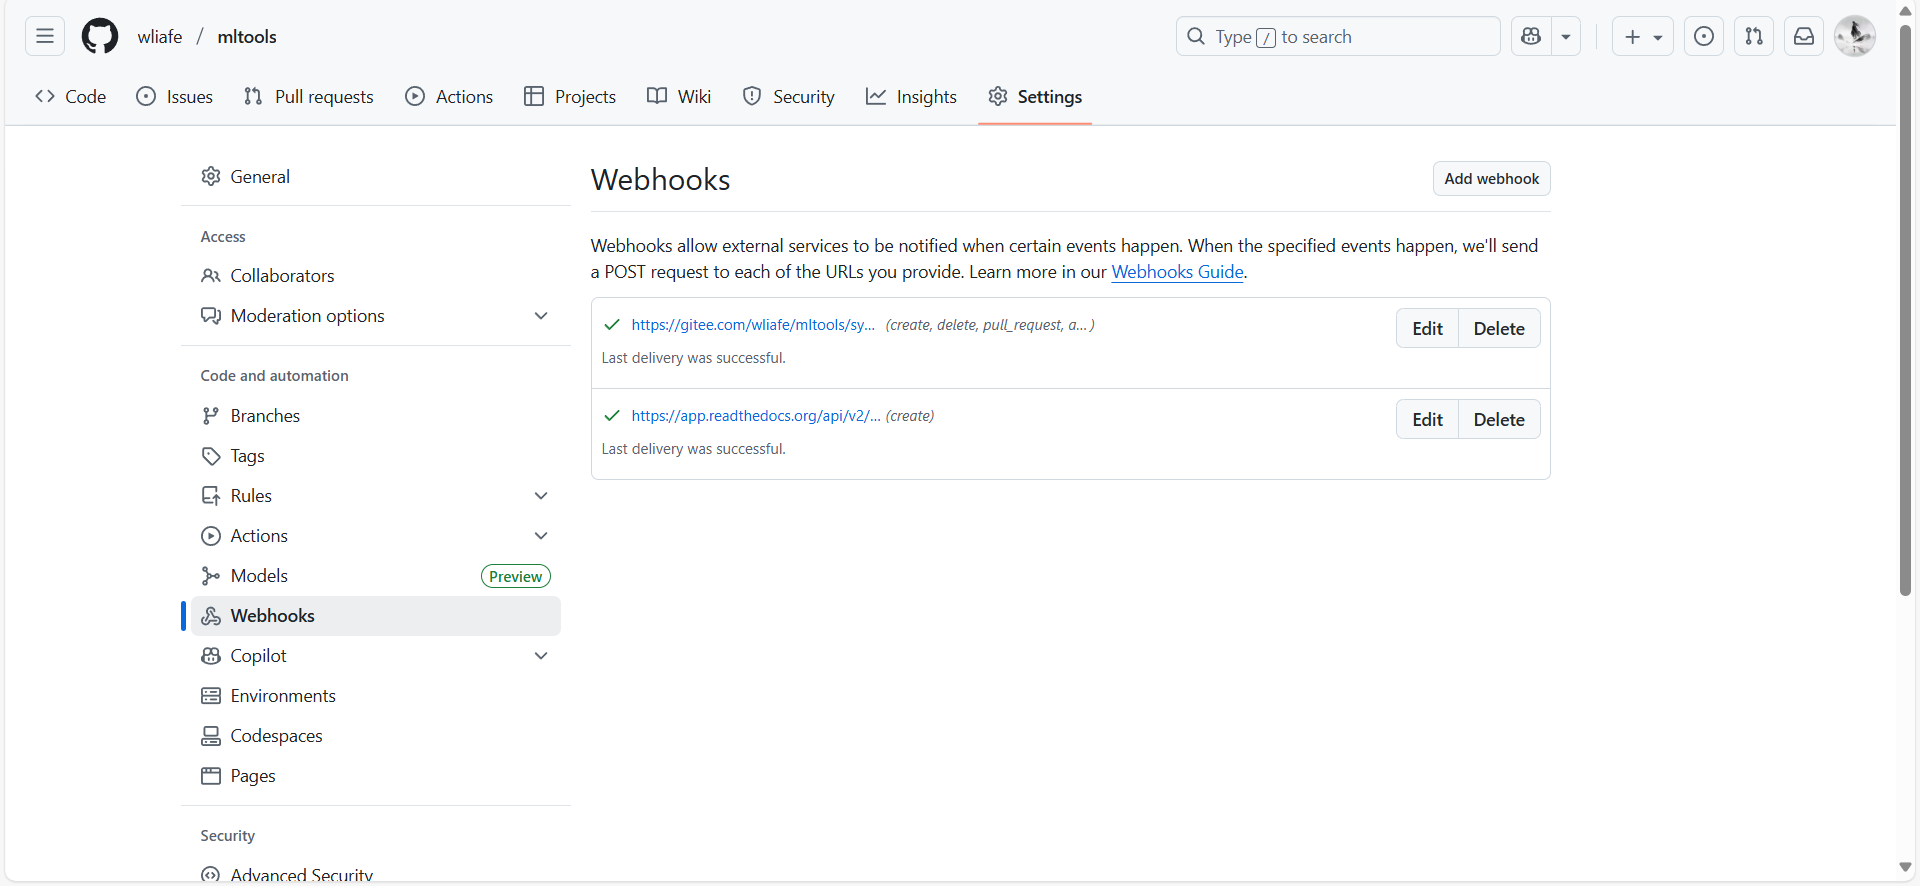 wliafe / mltools
Type / to search
Code Issues Pull requests Actions Projects Wiki Security Insights Settings
General
Access
Collaborators
Moderation options
Code and automation
Branches
Tags
Rules
Actions
Models Preview
Webhooks
Copilot
Environments
Codespaces
Pages
Security
Advanced Security
Webhooks
Add webhook
Webhooks allow external services to be notified when certain events happen. When the specified events happen, we'll send
a POST request to each of the URLs you provide. Learn more in our Webhooks Guide.
https://gitee.com/wliafe/mltools/sy... (create, delete, pull_request, a...)
Edit Delete
Last delivery was successful.
https://app.readthedocs.org/api/v2/... (create)
Edit Delete
Last delivery was successful.